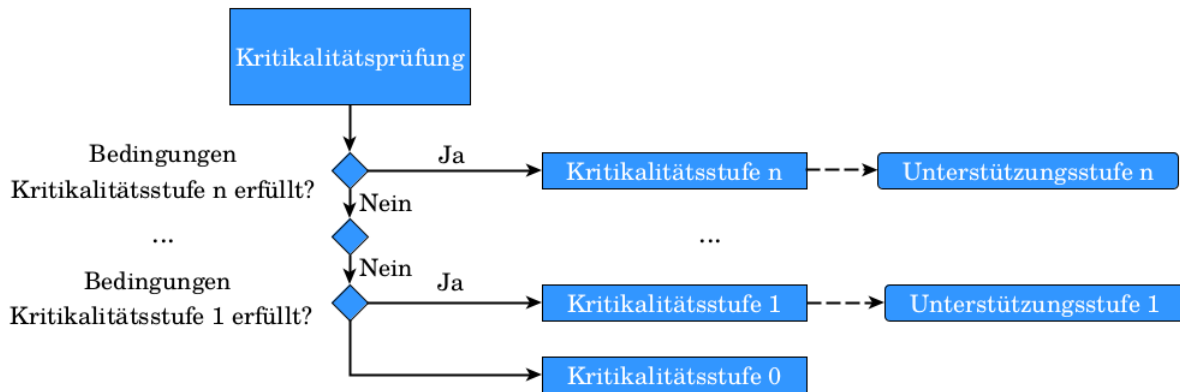 Kritikalitätsprüfung
Bedingungen
Kritikalitätsstufe n erfüllt?
Ja
Kritikalitätsstufe n
Unterstützungsstufe n
Nein
...
...
Nein
Bedingungen
Kritikalitätsstufe 1 erfüllt?
Ja
Kritikalitätsstufe 1
Unterstützungsstufe 1
Kritikalitätsstufe 0